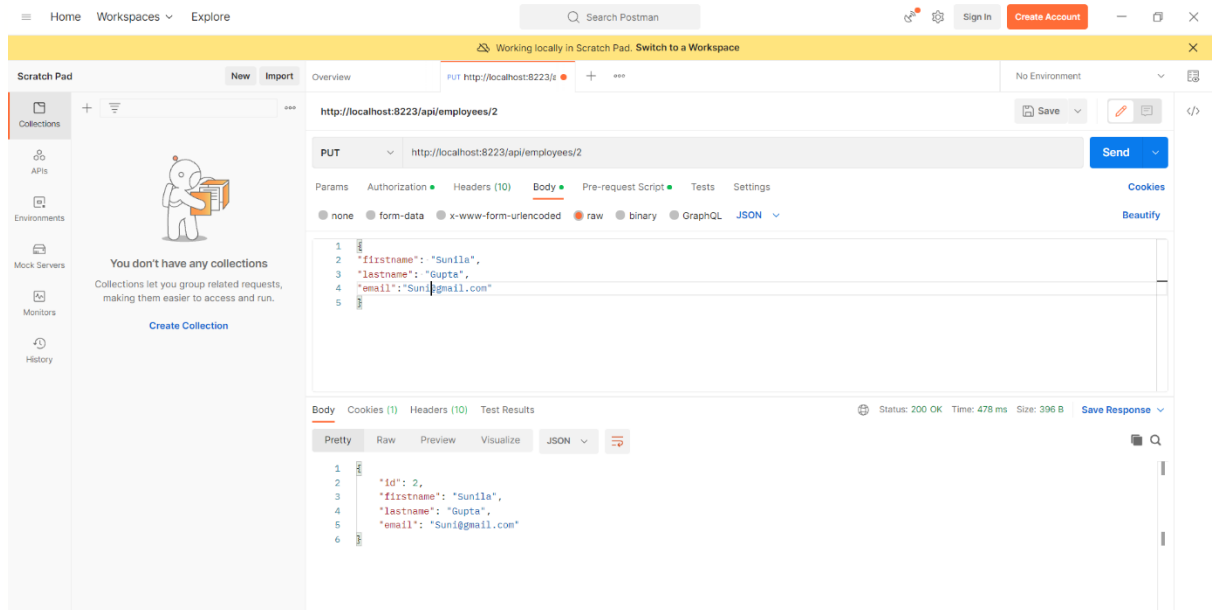 Home Workspaces Explore Search Postman Sign In Create Account
Working locally in Scratch Pad. Switch to a Workspace
Scratch Pad New Import Overview PUT http://localhost:8223/a No Environment
Collections
APIs
Environments
Mock Servers
Monitors
History
You don't have any collections
Collections let you group related requests,
making them easier to access and run.
Create Collection
http://localhost:8223/api/employees/2 Save
PUT http://localhost:8223/api/employees/2 Send
Params Authorization Headers (10) Body Pre-request Script Tests Settings Cookies
none form-data x-www-form-urlencoded raw binary GraphQL JSON Beautify
1 {
2 "firstname": "Sunila",
3 "lastname": "Gupta",
4 "email":"Suni@gmail.com"
5 }
Body Cookies (1) Headers (10) Test Results Status: 200 OK Time: 478 ms Size: 396 B Save Response
Pretty Raw Preview Visualize JSON
1 {
2 "id": 2,
3 "firstname": "Sunila",
4 "lastname": "Gupta",
5 "email": "Suni@gmail.com"
6 }